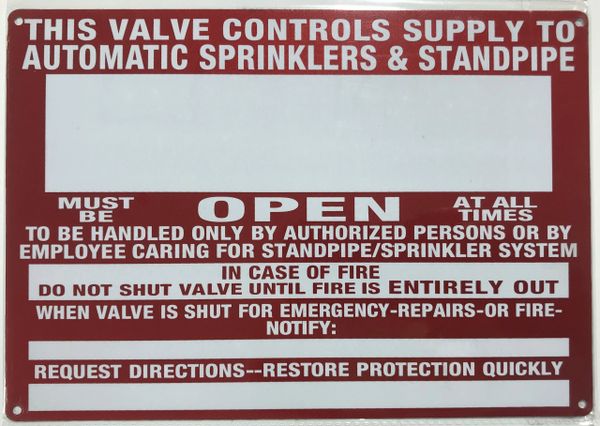 THIS VALVE CONTROLS SUPPLY TO
AUTOMATIC SPRINKLERS & STANDPIPE
MUST BE OPEN AT ALL TIMES
TO BE HANDLED ONLY BY AUTHORIZED PERSONS OR BY
EMPLOYEE CARING FOR STANDPIPE/SPRINKLER SYSTEM
IN CASE OF FIRE
DO NOT SHUT VALVE UNTIL FIRE IS ENTIRELY OUT
WHEN VALVE IS SHUT FOR EMERGENCY-REPAIRS-OR FIRE-
NOTIFY:
REQUEST DIRECTIONS--RESTORE PROTECTION QUICKLY